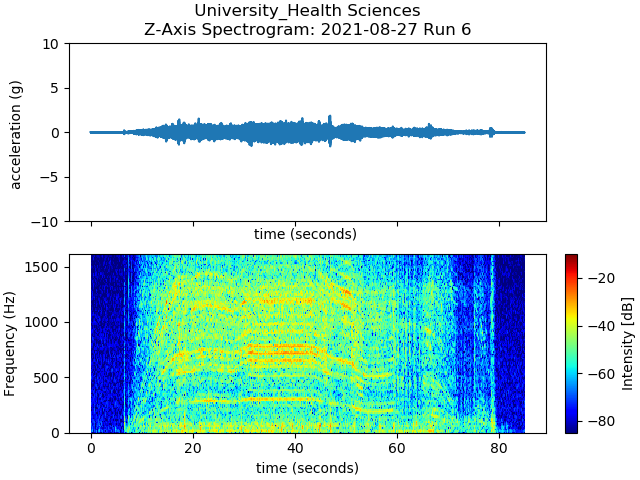 University_Health Sciences
Z-Axis Spectrogram: 2021-08-27 Run 6
10
5
0
−5
−10
acceleration (g)
time (seconds)
1500
1000
500
0
Frequency (Hz)
0 20 40 60 80
time (seconds)
−20
−40
−60
−80
Intensity [dB]